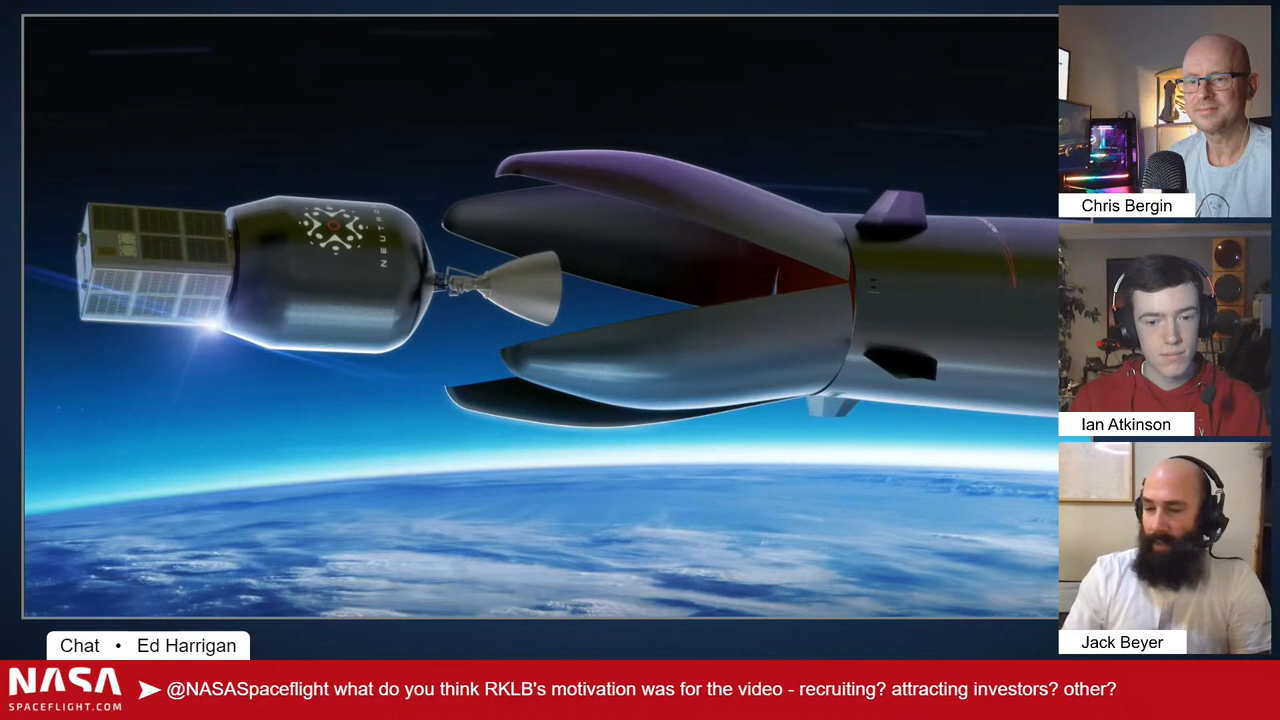 NEUTRON
Chris Bergin
Ian Atkinson
Jack Beyer
Chat • Ed Harrigan
NASA
SPACEFLIGHT.COM
@NASASpaceflight what do you think RKLB's motivation was for the video - recruiting? attracting investors? other?